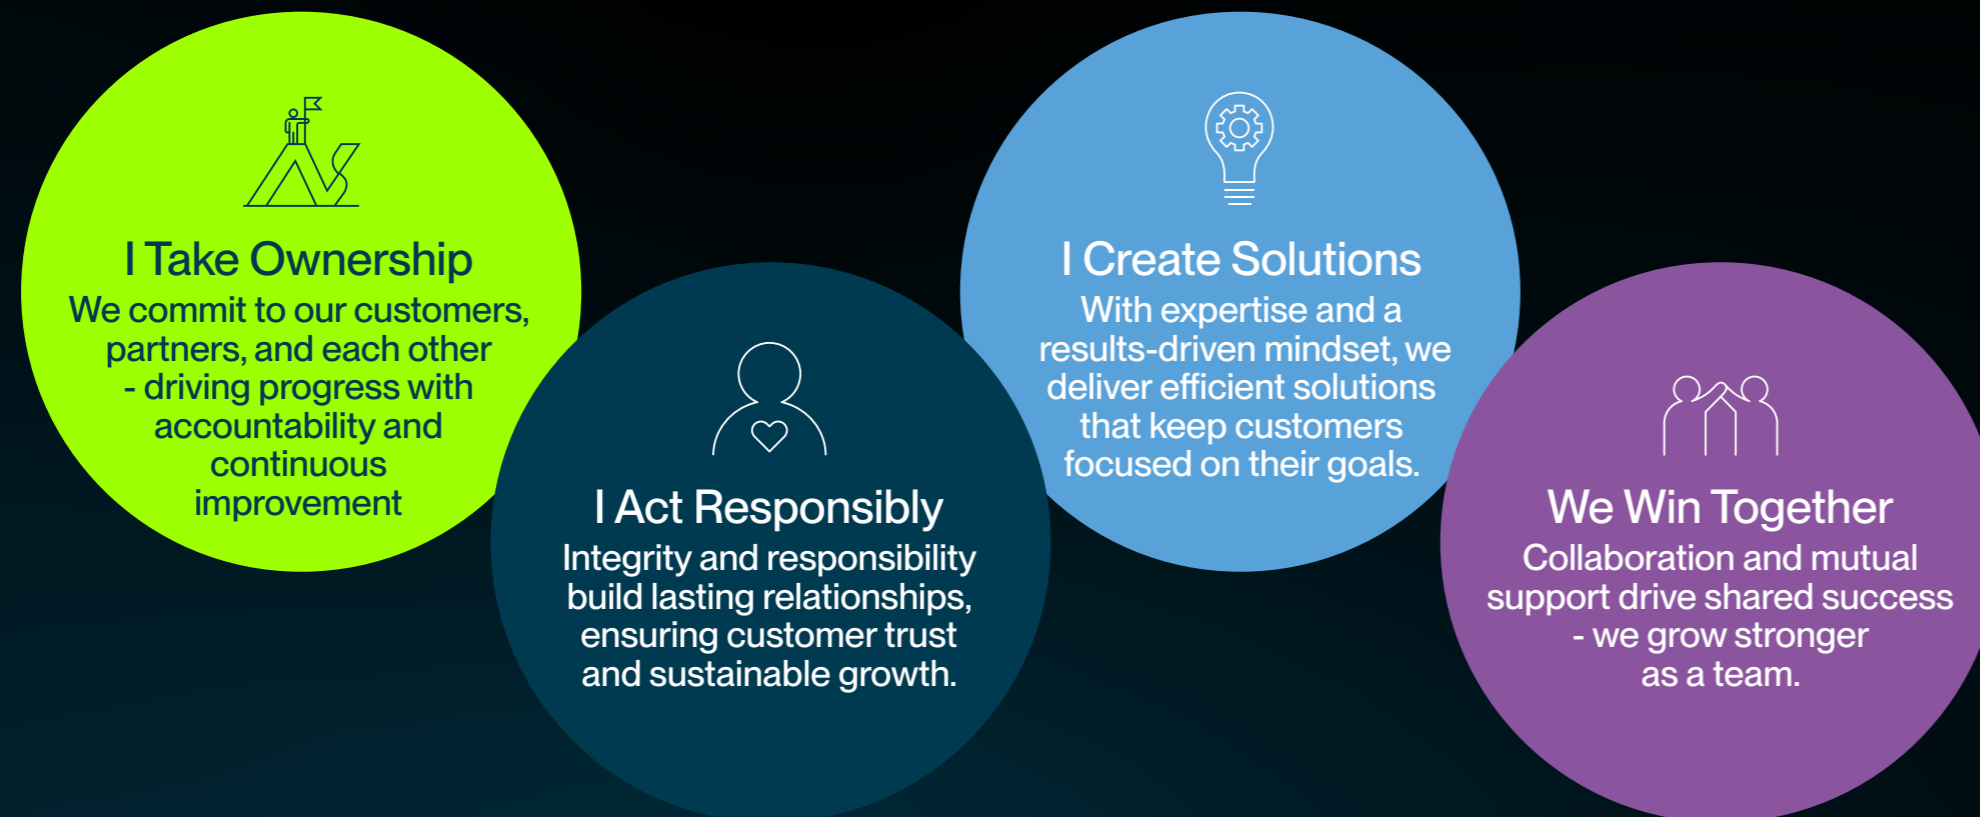 I Take Ownership
We commit to our customers,
partners, and each other
- driving progress with
accountability and
continuous
improvement
I Act Responsibly
Integrity and responsibility
build lasting relationships,
ensuring customer trust
and sustainable growth.
I Create Solutions
With expertise and a
results-driven mindset, we
deliver efficient solutions
that keep customers
focused on their goals.
We Win Together
Collaboration and mutual
support drive shared success
- we grow stronger
as a team.